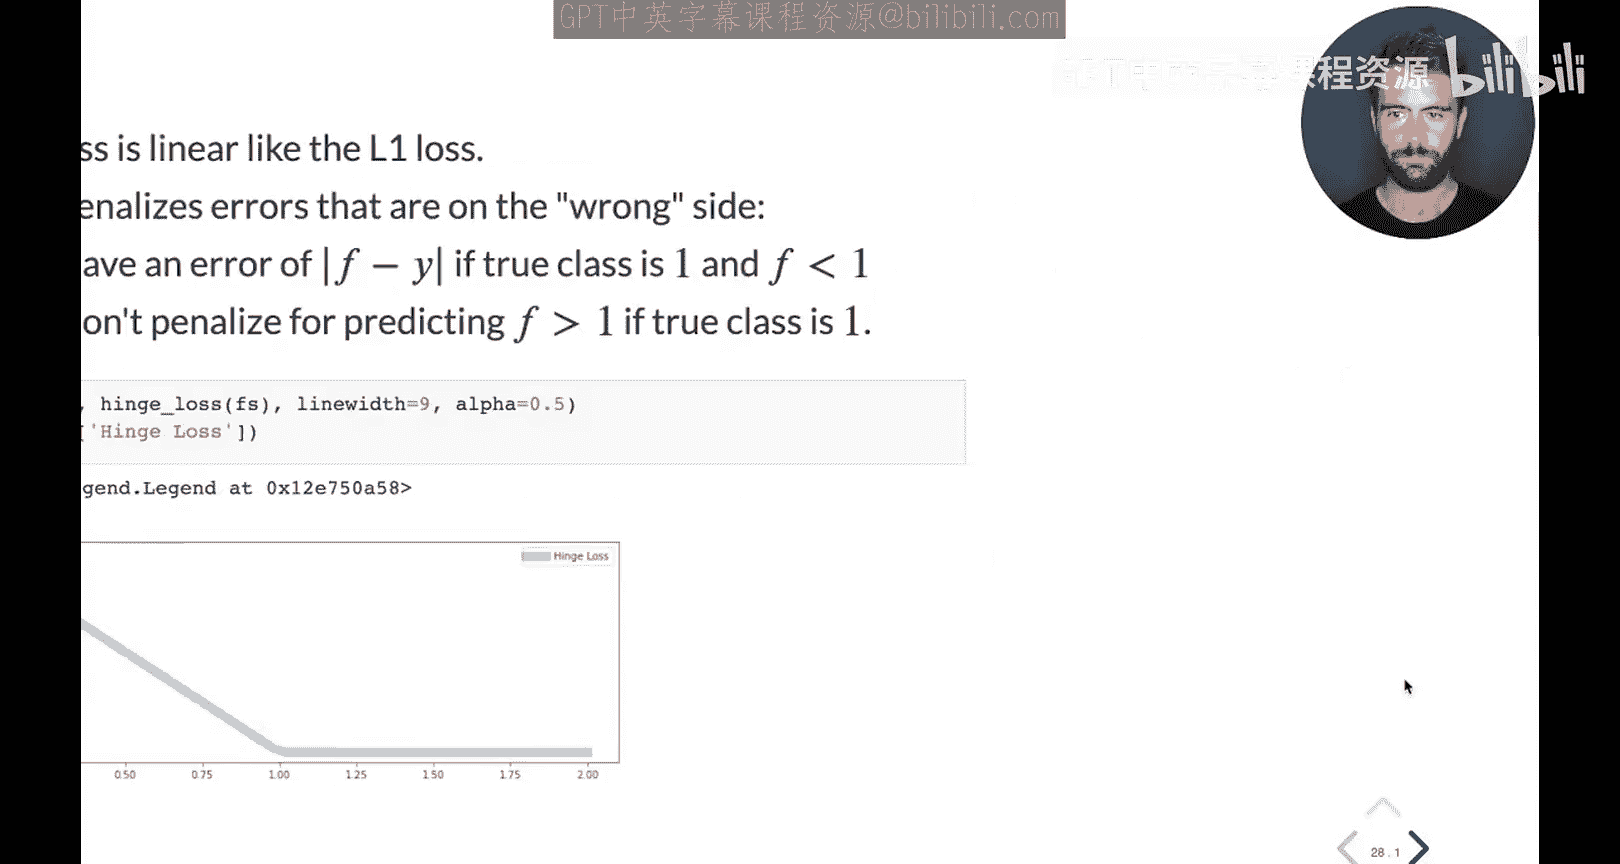 GPT中英字幕课程资源@bilibili.com
课程资源 bilibili
ss is linear like the L1 loss.
enalizes errors that are on the "wrong" side:
ave an error of |f − y| if true class is 1 and f < 1
on't penalize for predicting f > 1 if true class is 1.
, hinge_loss(fs), linewidth=9, alpha=0.5)
['Hinge Loss'])
gend.Legend at 0x12e750a58>
Hinge Loss
0.50 0.75 1.00 1.25 1.50 1.75 2.00
28.1